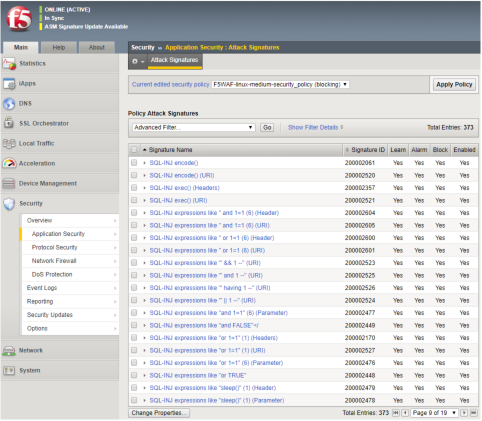 f5
ONLINE (ACTIVE)
In Sync
ASM Signature Update Available
Main Help About
Security » Application Security : Attack Signatures
Attack Signatures
Statistics
iApps
DNS
SSL Orchestrator
Local Traffic
Acceleration
Device Management
Security
Overview
Application Security
Protocol Security
Network Firewall
DoS Protection
Event Logs
Reporting
Security Updates
Options
Network
System
Current edited security policy F5WAF-linux-medium-security_policy (blocking) Apply Policy
Policy Attack Signatures
Advanced Filter... Go Show Filter Details Total Entries: 373
Signature Name Signature ID Learn Alarm Block Enabled
SQL-INJ encode() 200002061 Yes Yes Yes Yes
SQL-INJ encode() (URI) 200002520 Yes Yes Yes Yes
SQL-INJ exec() (Headers) 200002357 Yes Yes Yes Yes
SQL-INJ exec() (URI) 200002521 Yes Yes Yes Yes
SQL-INJ expressions like " and 1=1 (6) (Header) 200002604 Yes Yes Yes Yes
SQL-INJ expressions like " and 1=1 (6) (URI) 200002605 Yes Yes Yes Yes
SQL-INJ expressions like " or 1=1 (6) (Header) 200002600 Yes Yes Yes Yes
SQL-INJ expressions like " or 1=1 (6) (URI) 200002601 Yes Yes Yes Yes
SQL-INJ expressions like "' && 1 --" (URI) 200002523 Yes Yes Yes Yes
SQL-INJ expressions like "' and 1 --" (URI) 200002525 Yes Yes Yes Yes
SQL-INJ expressions like "' having 1 --" (URI) 200002526 Yes Yes Yes Yes
SQL-INJ expressions like "' || 1 --" (URI) 200002524 Yes Yes Yes Yes
SQL-INJ expressions like "and 1=1" (6) (Parameter) 200002477 Yes Yes Yes Yes
SQL-INJ expressions like "and FALSE"</ 200002449 Yes Yes Yes Yes
SQL-INJ expressions like "or 1=1" (1) (Headers) 200002170 Yes Yes Yes Yes
SQL-INJ expressions like "or 1=1" (1) (URI) 200002527 Yes Yes Yes Yes
SQL-INJ expressions like "or 1=1" (6) (Parameter) 200002476 Yes Yes Yes Yes
SQL-INJ expressions like "or TRUE" 200002448 Yes Yes Yes Yes
SQL-INJ expressions like "sleep()" (1) (Header) 200002479 Yes Yes Yes Yes
SQL-INJ expressions like "sleep()" (1) (Parameter) 200002478 Yes Yes Yes Yes
Change Properties... Total Entries: 373 Page 9 of 19